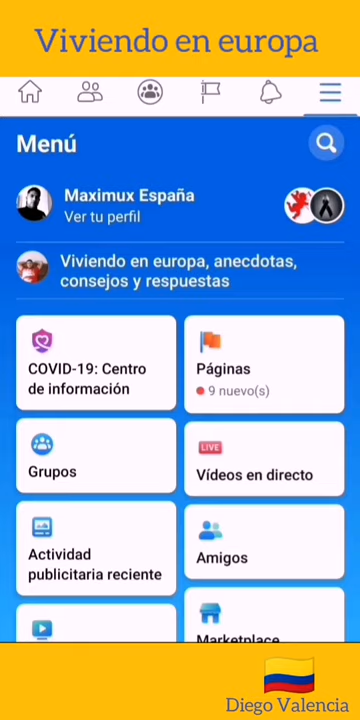 Viviendo en europa
Menú
Maximux España
Ver tu perfil
Viviendo en europa, anecdotas,
consejos y respuestas
COVID-19: Centro
de información
Páginas
9 nuevo(s)
Grupos
LIVE
Vídeos en directo
Actividad
publicitaria reciente
Amigos
Marketplace
Diego Valencia